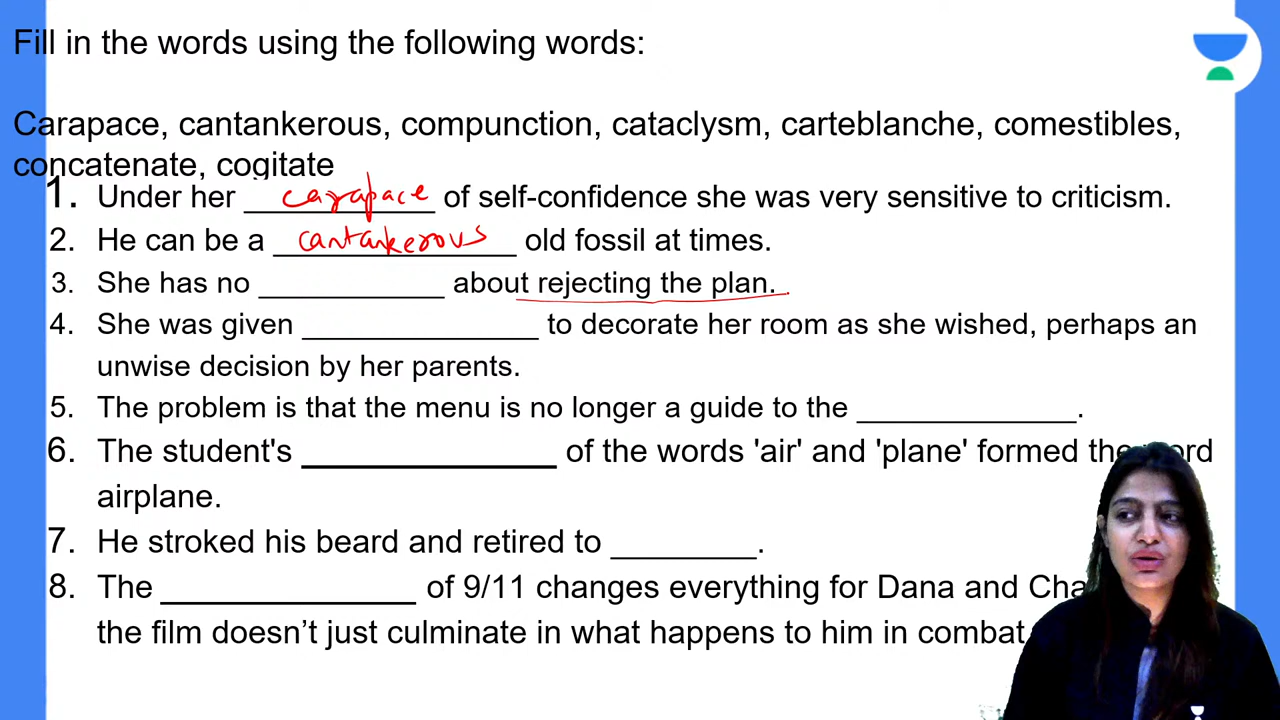 Fill in the words using the following words:
Carapace, cantankerous, compunction, cataclysm, carteblanche, comestibles,
concatenate, cogitate
1. Under her carapace of self-confidence she was very sensitive to criticism.
2. He can be a cantankerous old fossil at times.
3. She has no ___________ about rejecting the plan.
4. She was given ______________ to decorate her room as she wished, perhaps an
unwise decision by her parents.
5. The problem is that the menu is no longer a guide to the _____________.
6. The student's ______________ of the words 'air' and 'plane' formed the
airplane.
7. He stroked his beard and retired to ________.
8. The ______________ of 9/11 changes everything for Dana and
the film doesn’t just culminate in what happens to him in combat